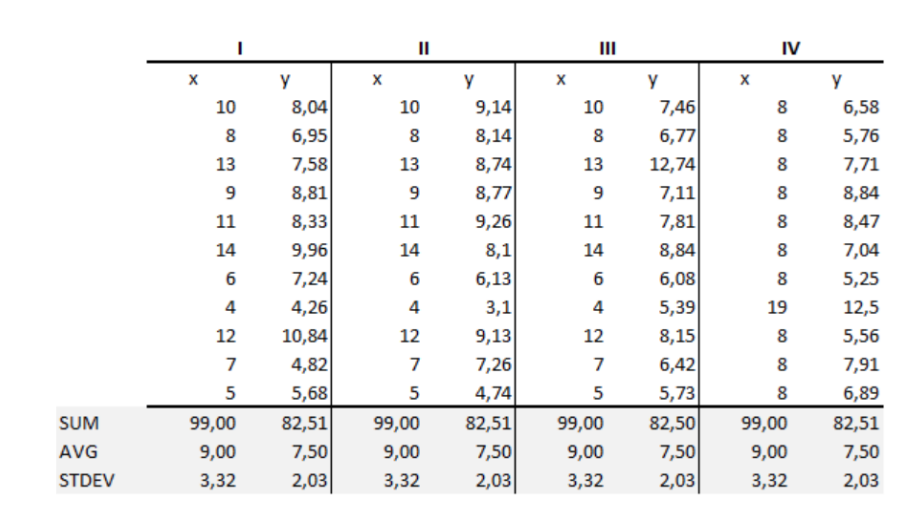 I II III IV
x y x y x y x y
10 8,04 10 9,14 10 7,46 8 6,58
8 6,95 8 8,14 8 6,77 8 5,76
13 7,58 13 8,74 13 12,74 8 7,71
9 8,81 9 8,77 9 7,11 8 8,84
11 8,33 11 9,26 11 7,81 8 8,47
14 9,96 14 8,1 14 8,84 8 7,04
6 7,24 6 6,13 6 6,08 8 5,25
4 4,26 4 3,1 4 5,39 19 12,5
12 10,84 12 9,13 12 8,15 8 5,56
7 4,82 7 7,26 7 6,42 8 7,91
5 5,68 5 4,74 5 5,73 8 6,89
SUM 99,00 82,51 99,00 82,51 99,00 82,50 99,00 82,51
AVG 9,00 7,50 9,00 7,50 9,00 7,50 9,00 7,50
STDEV 3,32 2,03 3,32 2,03 3,32 2,03 3,32 2,03